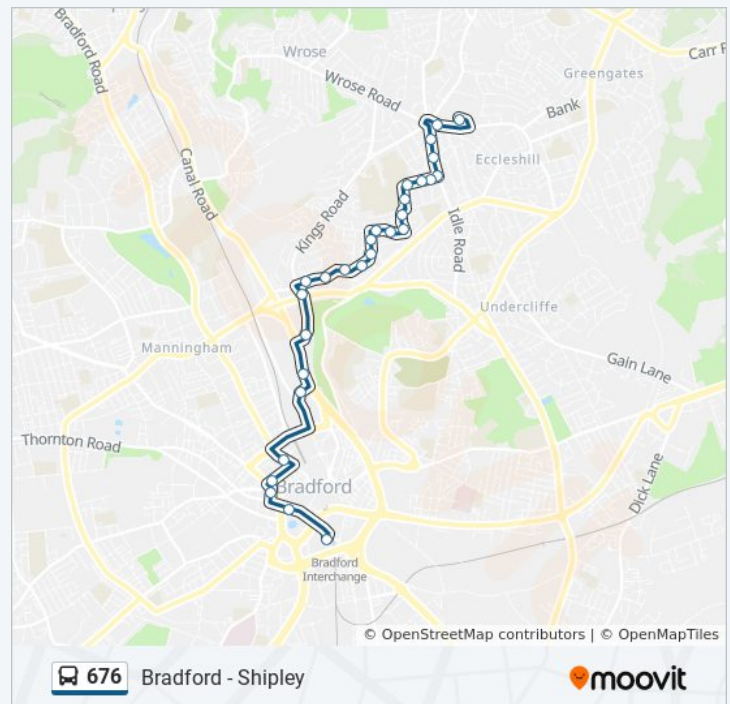 Bradford Road
Wrose
Carr
Greengates
Wrose Road
Bank
Eccleshill
Canal Road
Kings Road
Idle Road
Undercliffe
Manningham
Gain Lane
Thornton Road
Bradford
Dick Lane
Bradford
Interchange
© OpenStreetMap contributors | © OpenMapTiles
676 Bradford - Shipley
moovit